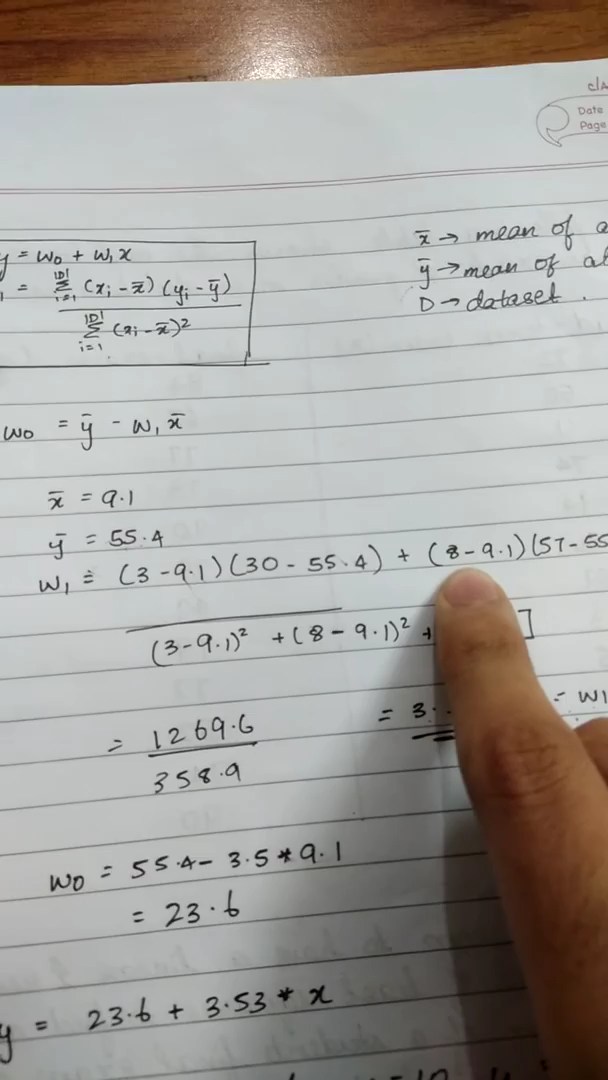 Date
Page
y = w0 + w1x
x̄ → mean of
1 = Σ|D| i=1 (xi - x̄) (yi - ȳ)
ȳ → mean of
Σ|D| i=1 (xi - x̄)2
D → dataset.
w0 = ȳ - w1x̄
x̄ = 9.1
ȳ = 55.4
w1 = (3-9.1)(30-55.4) + (8-9.1)(57-55
(3-9.1)2 + (8-9.1)2 + ]
= 1269.6
= 3. = w1
358.9
w0 = 55.4 - 3.5 * 9.1
= 23.6
y = 23.6 + 3.53 * x